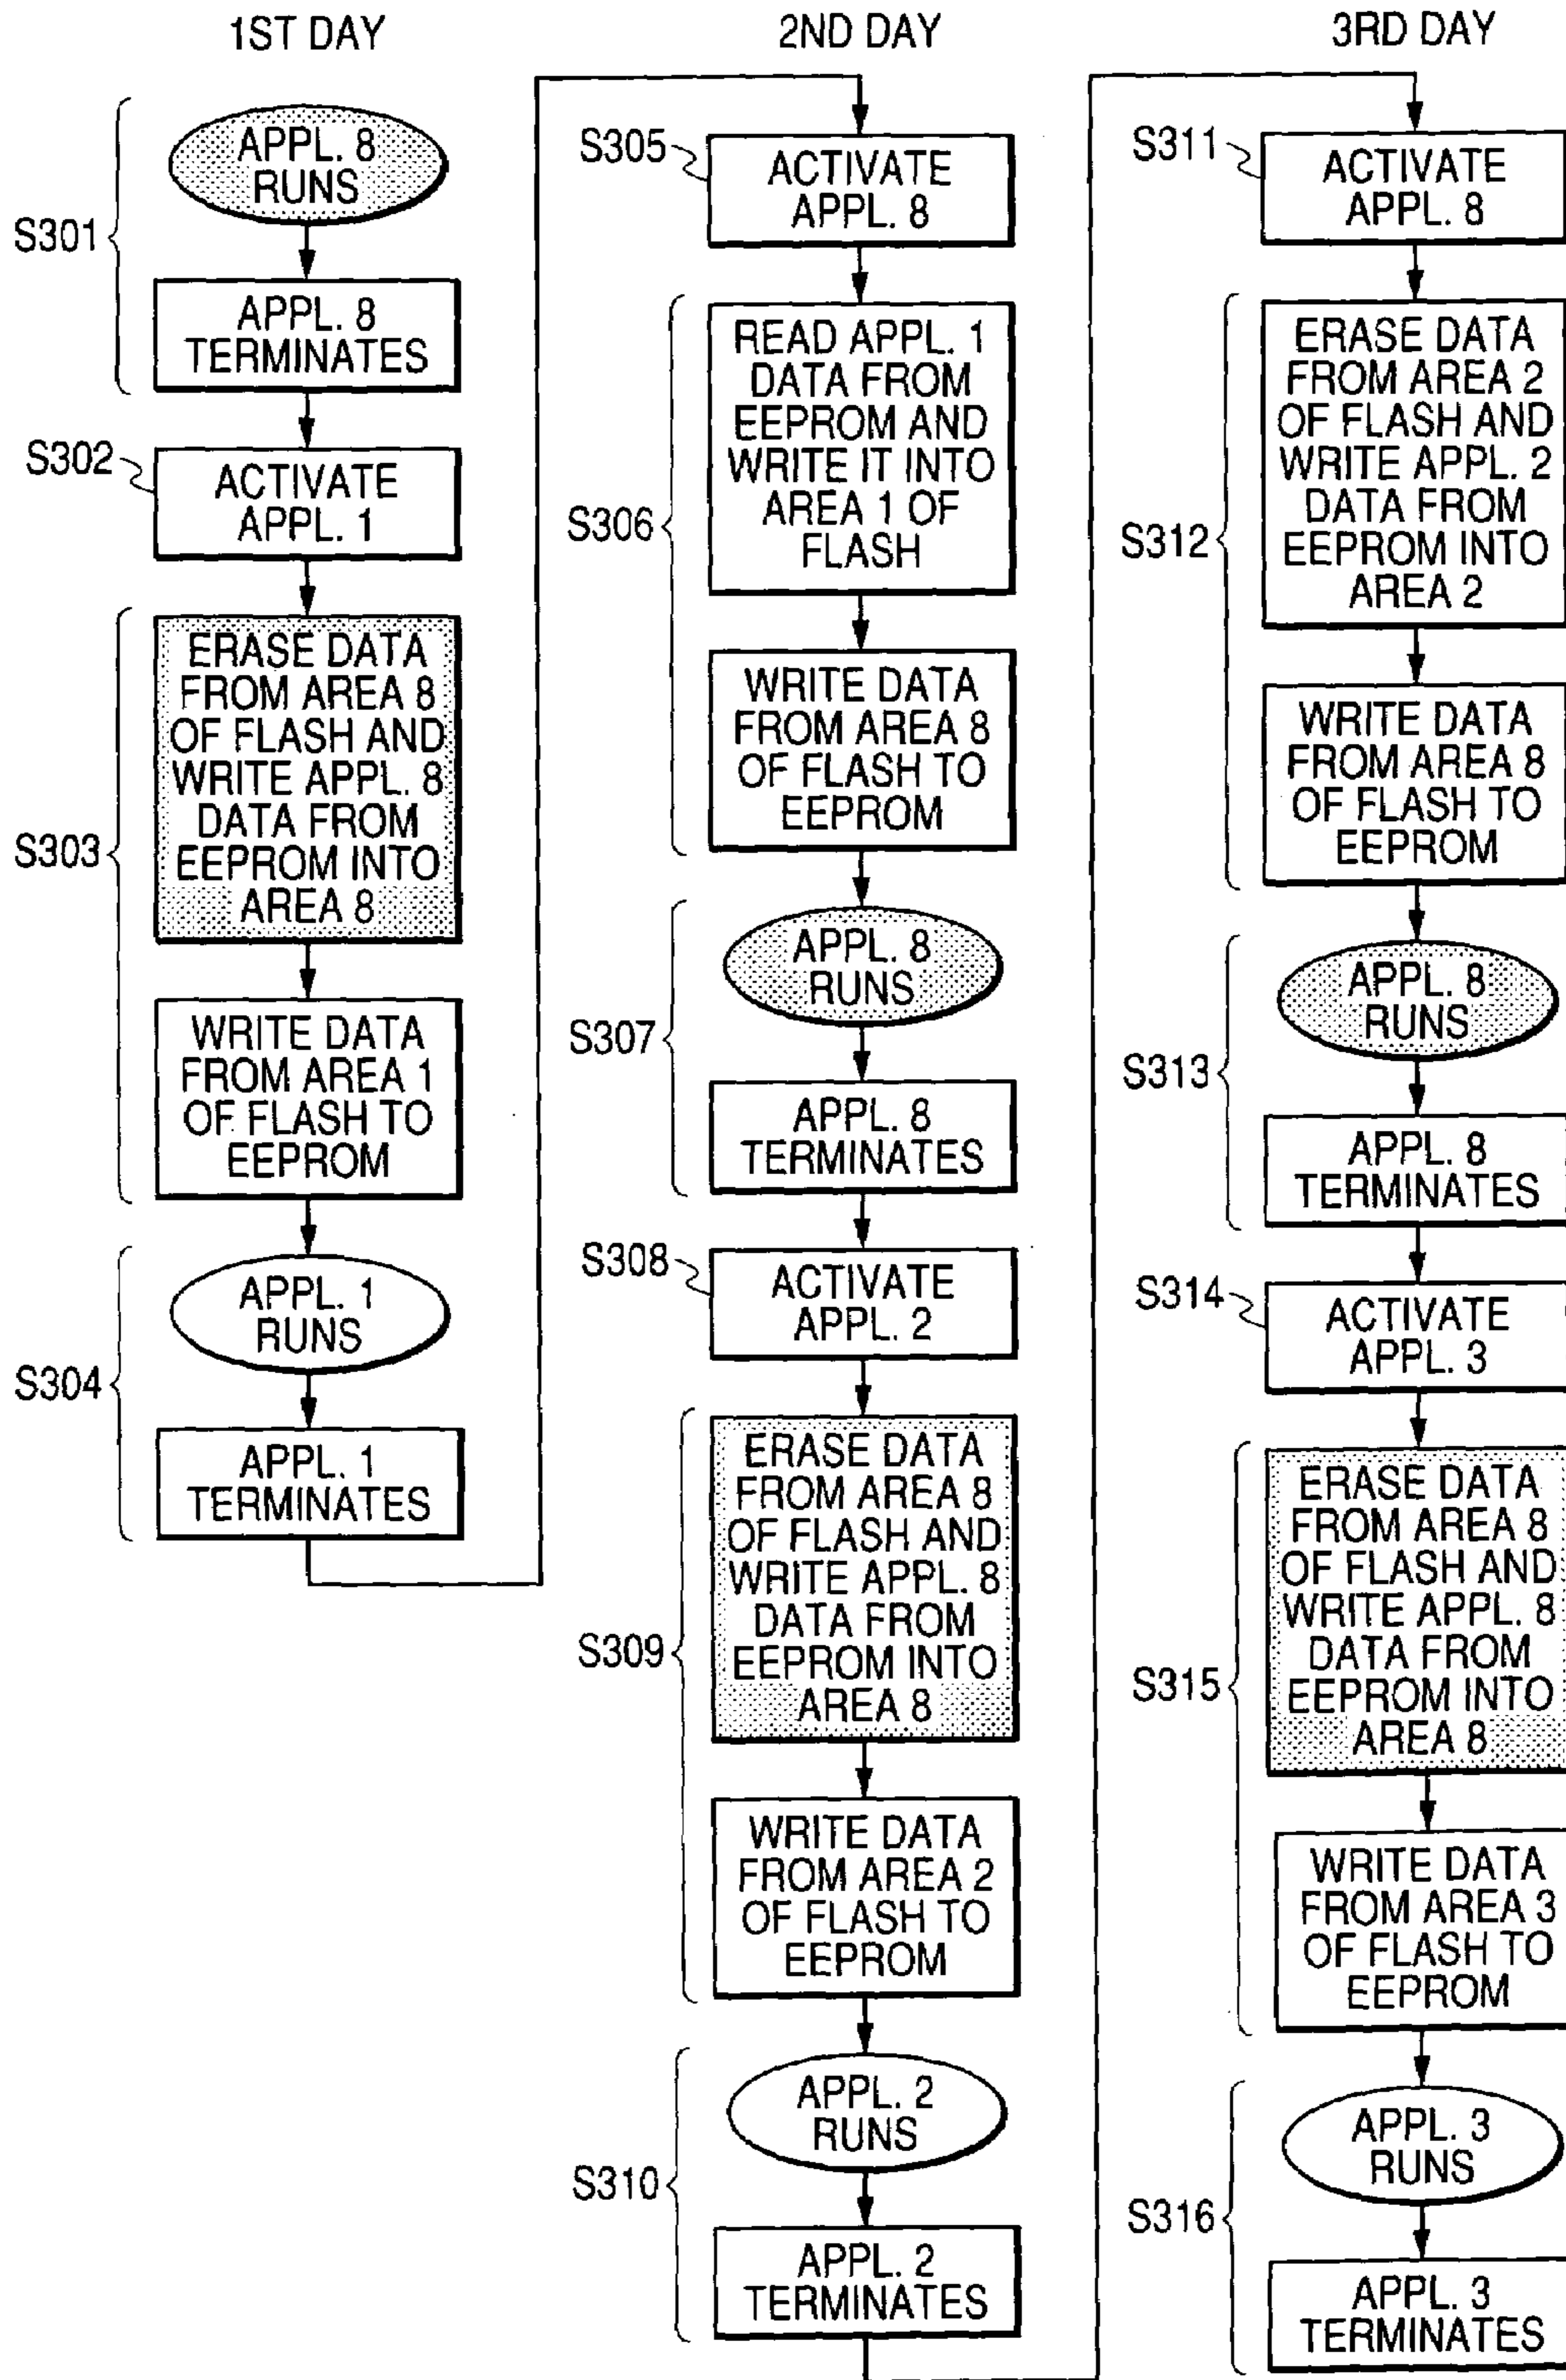 1ST DAY
S301
APPL. 8
RUNS
APPL. 8
TERMINATES
S302
ACTIVATE
APPL. 1
S303
ERASE DATA
FROM AREA 8
OF FLASH AND
WRITE APPL. 8
DATA FROM
EEPROM INTO
AREA 8
WRITE DATA
FROM AREA 1
OF FLASH TO
EEPROM
S304
APPL. 1
RUNS
APPL. 1
TERMINATES
2ND DAY
S305
ACTIVATE
APPL. 8
S306
READ APPL. 1
DATA FROM
EEPROM AND
WRITE IT INTO
AREA 1 OF
FLASH
WRITE DATA
FROM AREA 8
OF FLASH TO
EEPROM
S307
APPL. 8
RUNS
APPL. 8
TERMINATES
S308
ACTIVATE
APPL. 2
S309
ERASE DATA
FROM AREA 8
OF FLASH AND
WRITE APPL. 8
DATA FROM
EEPROM INTO
AREA 8
WRITE DATA
FROM AREA 2
OF FLASH TO
EEPROM
S310
APPL. 2
RUNS
APPL. 2
TERMINATES
3RD DAY
S311
ACTIVATE
APPL. 8
S312
ERASE DATA
FROM AREA 2
OF FLASH AND
WRITE APPL. 2
DATA FROM
EEPROM INTO
AREA 2
WRITE DATA
FROM AREA 8
OF FLASH TO
EEPROM
S313
APPL. 8
RUNS
APPL. 8
TERMINATES
S314
ACTIVATE
APPL. 3
S315
ERASE DATA
FROM AREA 8
OF FLASH AND
WRITE APPL. 8
DATA FROM
EEPROM INTO
AREA 8
WRITE DATA
FROM AREA 3
OF FLASH TO
EEPROM
S316
APPL. 3
RUNS
APPL. 3
TERMINATES